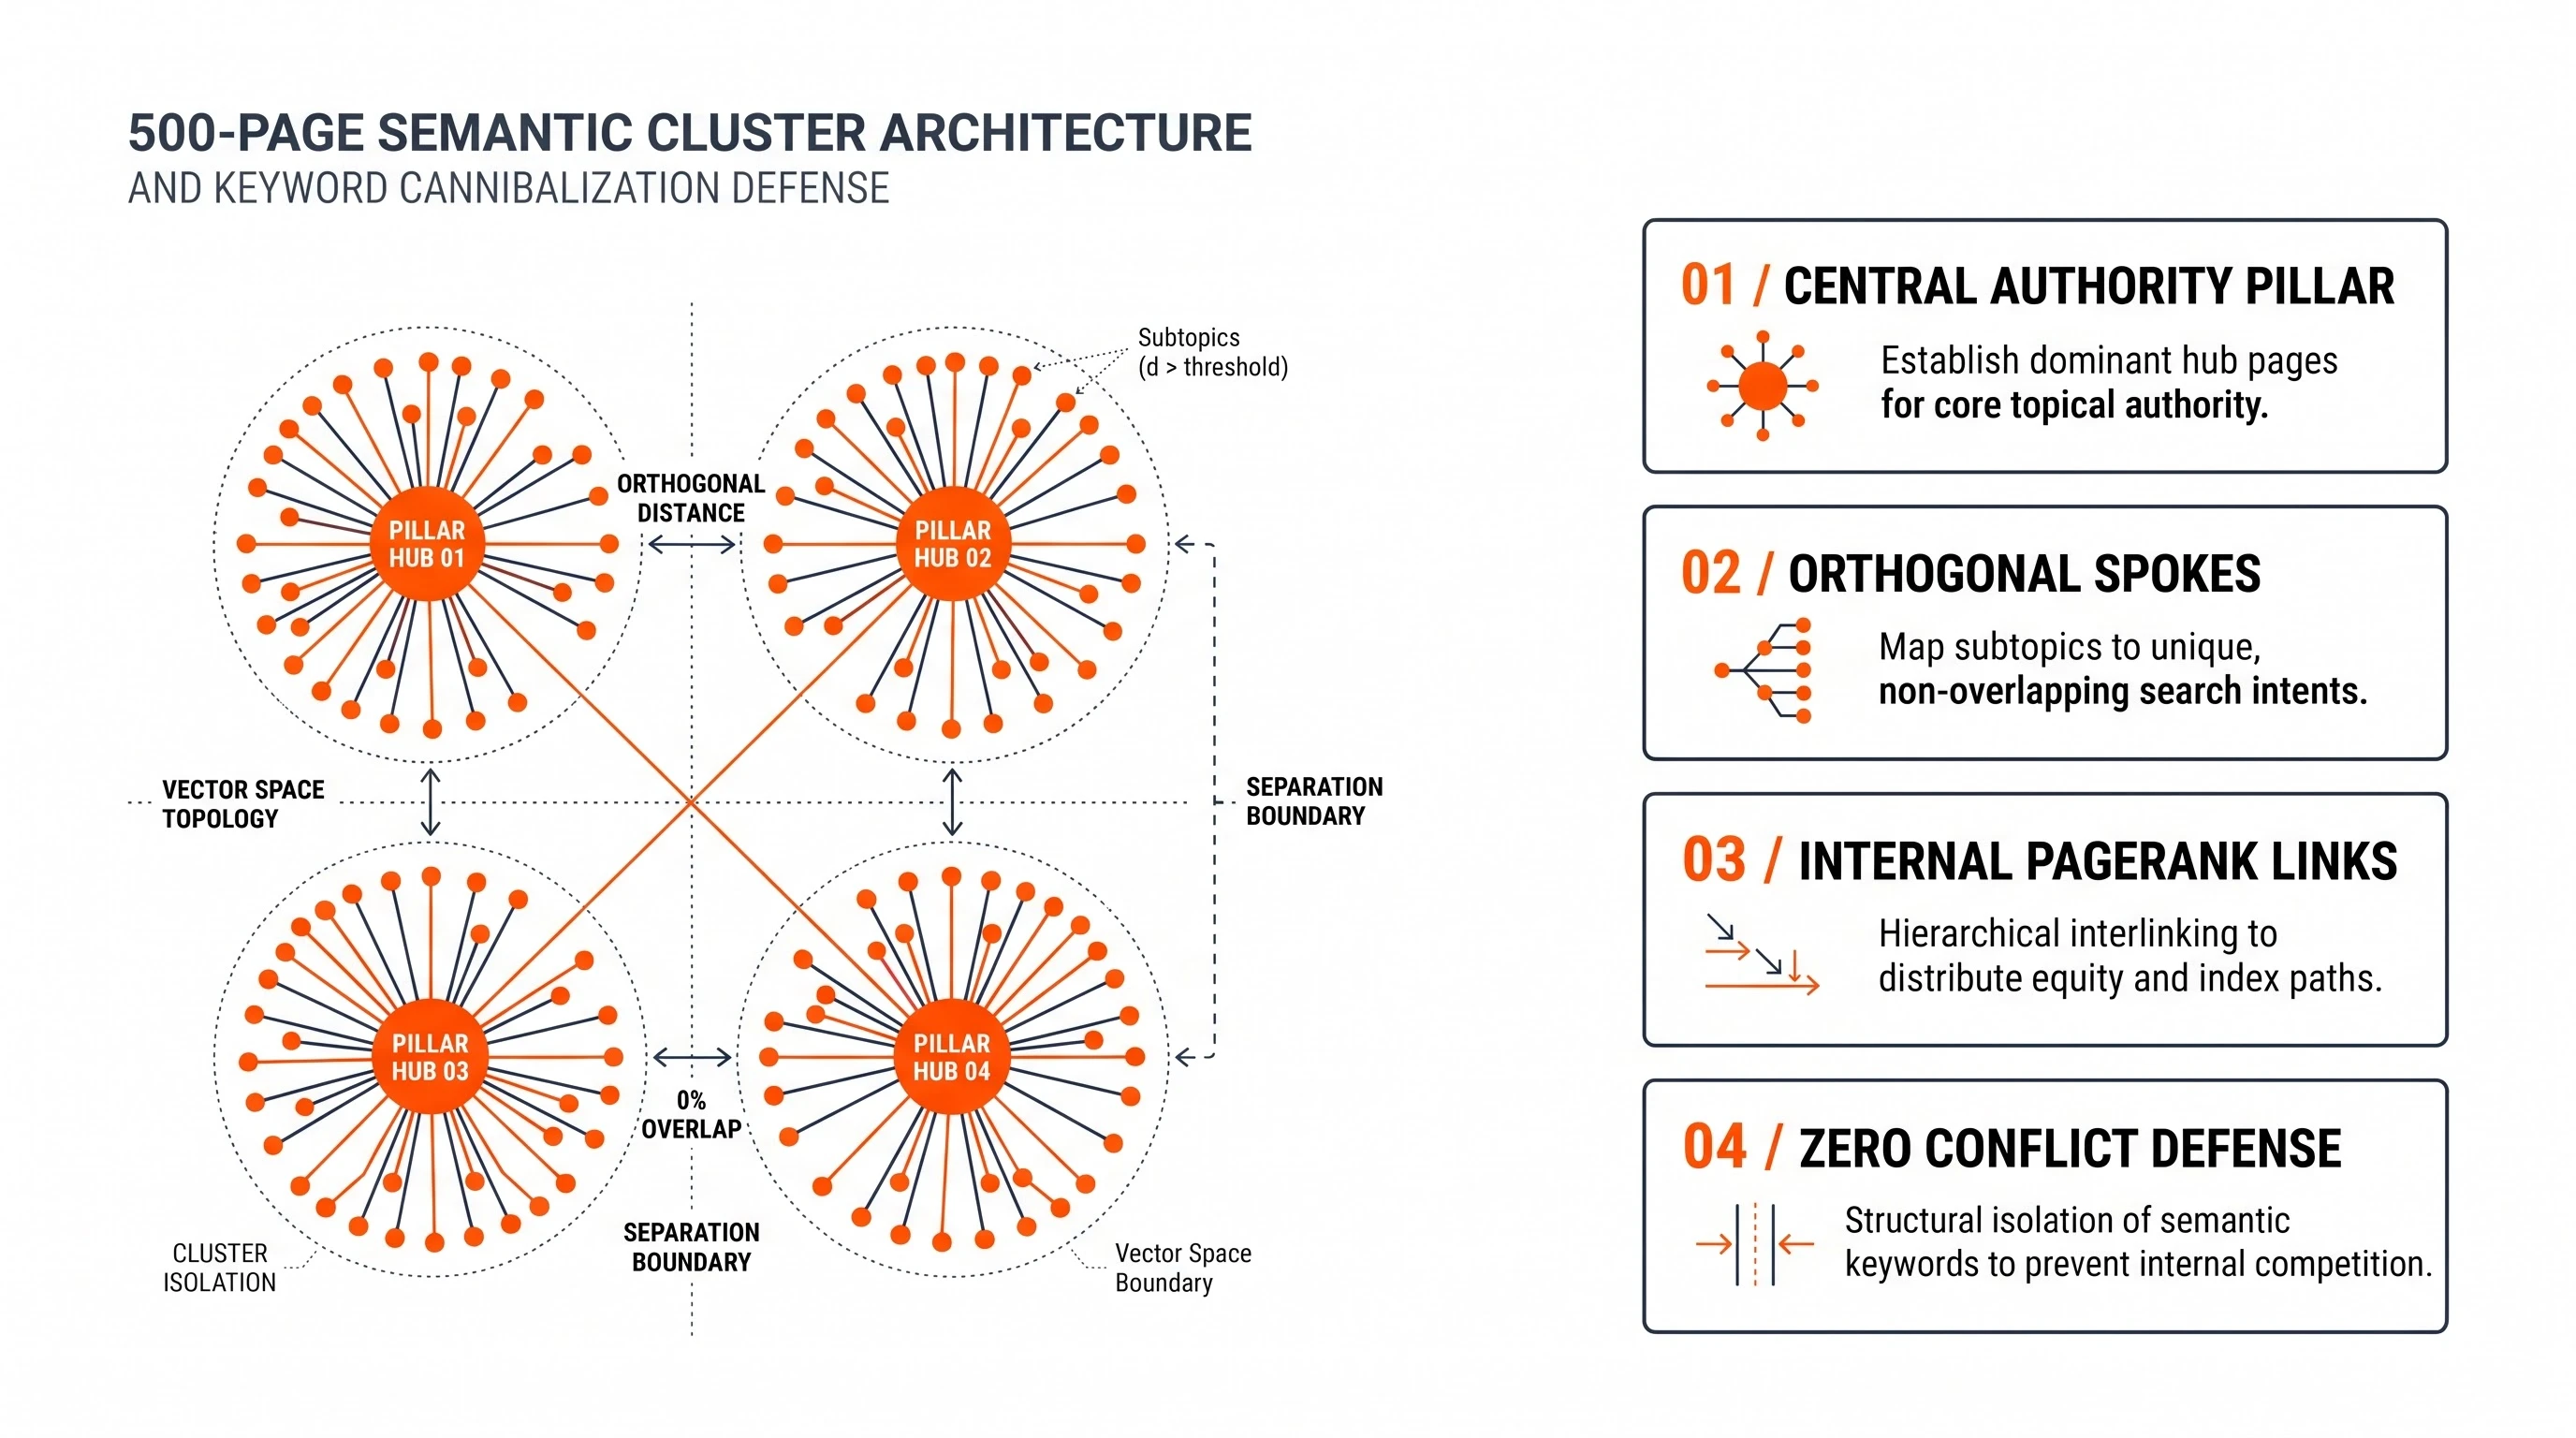 500-PAGE SEMANTIC CLUSTER ARCHITECTURE
AND KEYWORD CANNIBALIZATION DEFENSE
Subtopics
(d > threshold)
ORTHOGONAL
DISTANCE
PILLAR
HUB 01
PILLAR
HUB 02
VECTOR SPACE
TOPOLOGY
SEPARATION
BOUNDARY
PILLAR
HUB 03
PILLAR
HUB 04
0%
OVERLAP
SEPARATION
BOUNDARY
CLUSTER
ISOLATION
Vector Space
Boundary
01 / CENTRAL AUTHORITY PILLAR
Establish dominant hub pages
for core topical authority.
02 / ORTHOGONAL SPOKES
Map subtopics to unique,
non-overlapping search intents.
03 / INTERNAL PAGERANK LINKS
Hierarchical interlinking to
distribute equity and index paths.
04 / ZERO CONFLICT DEFENSE
Structural isolation of semantic
keywords to prevent internal competition.